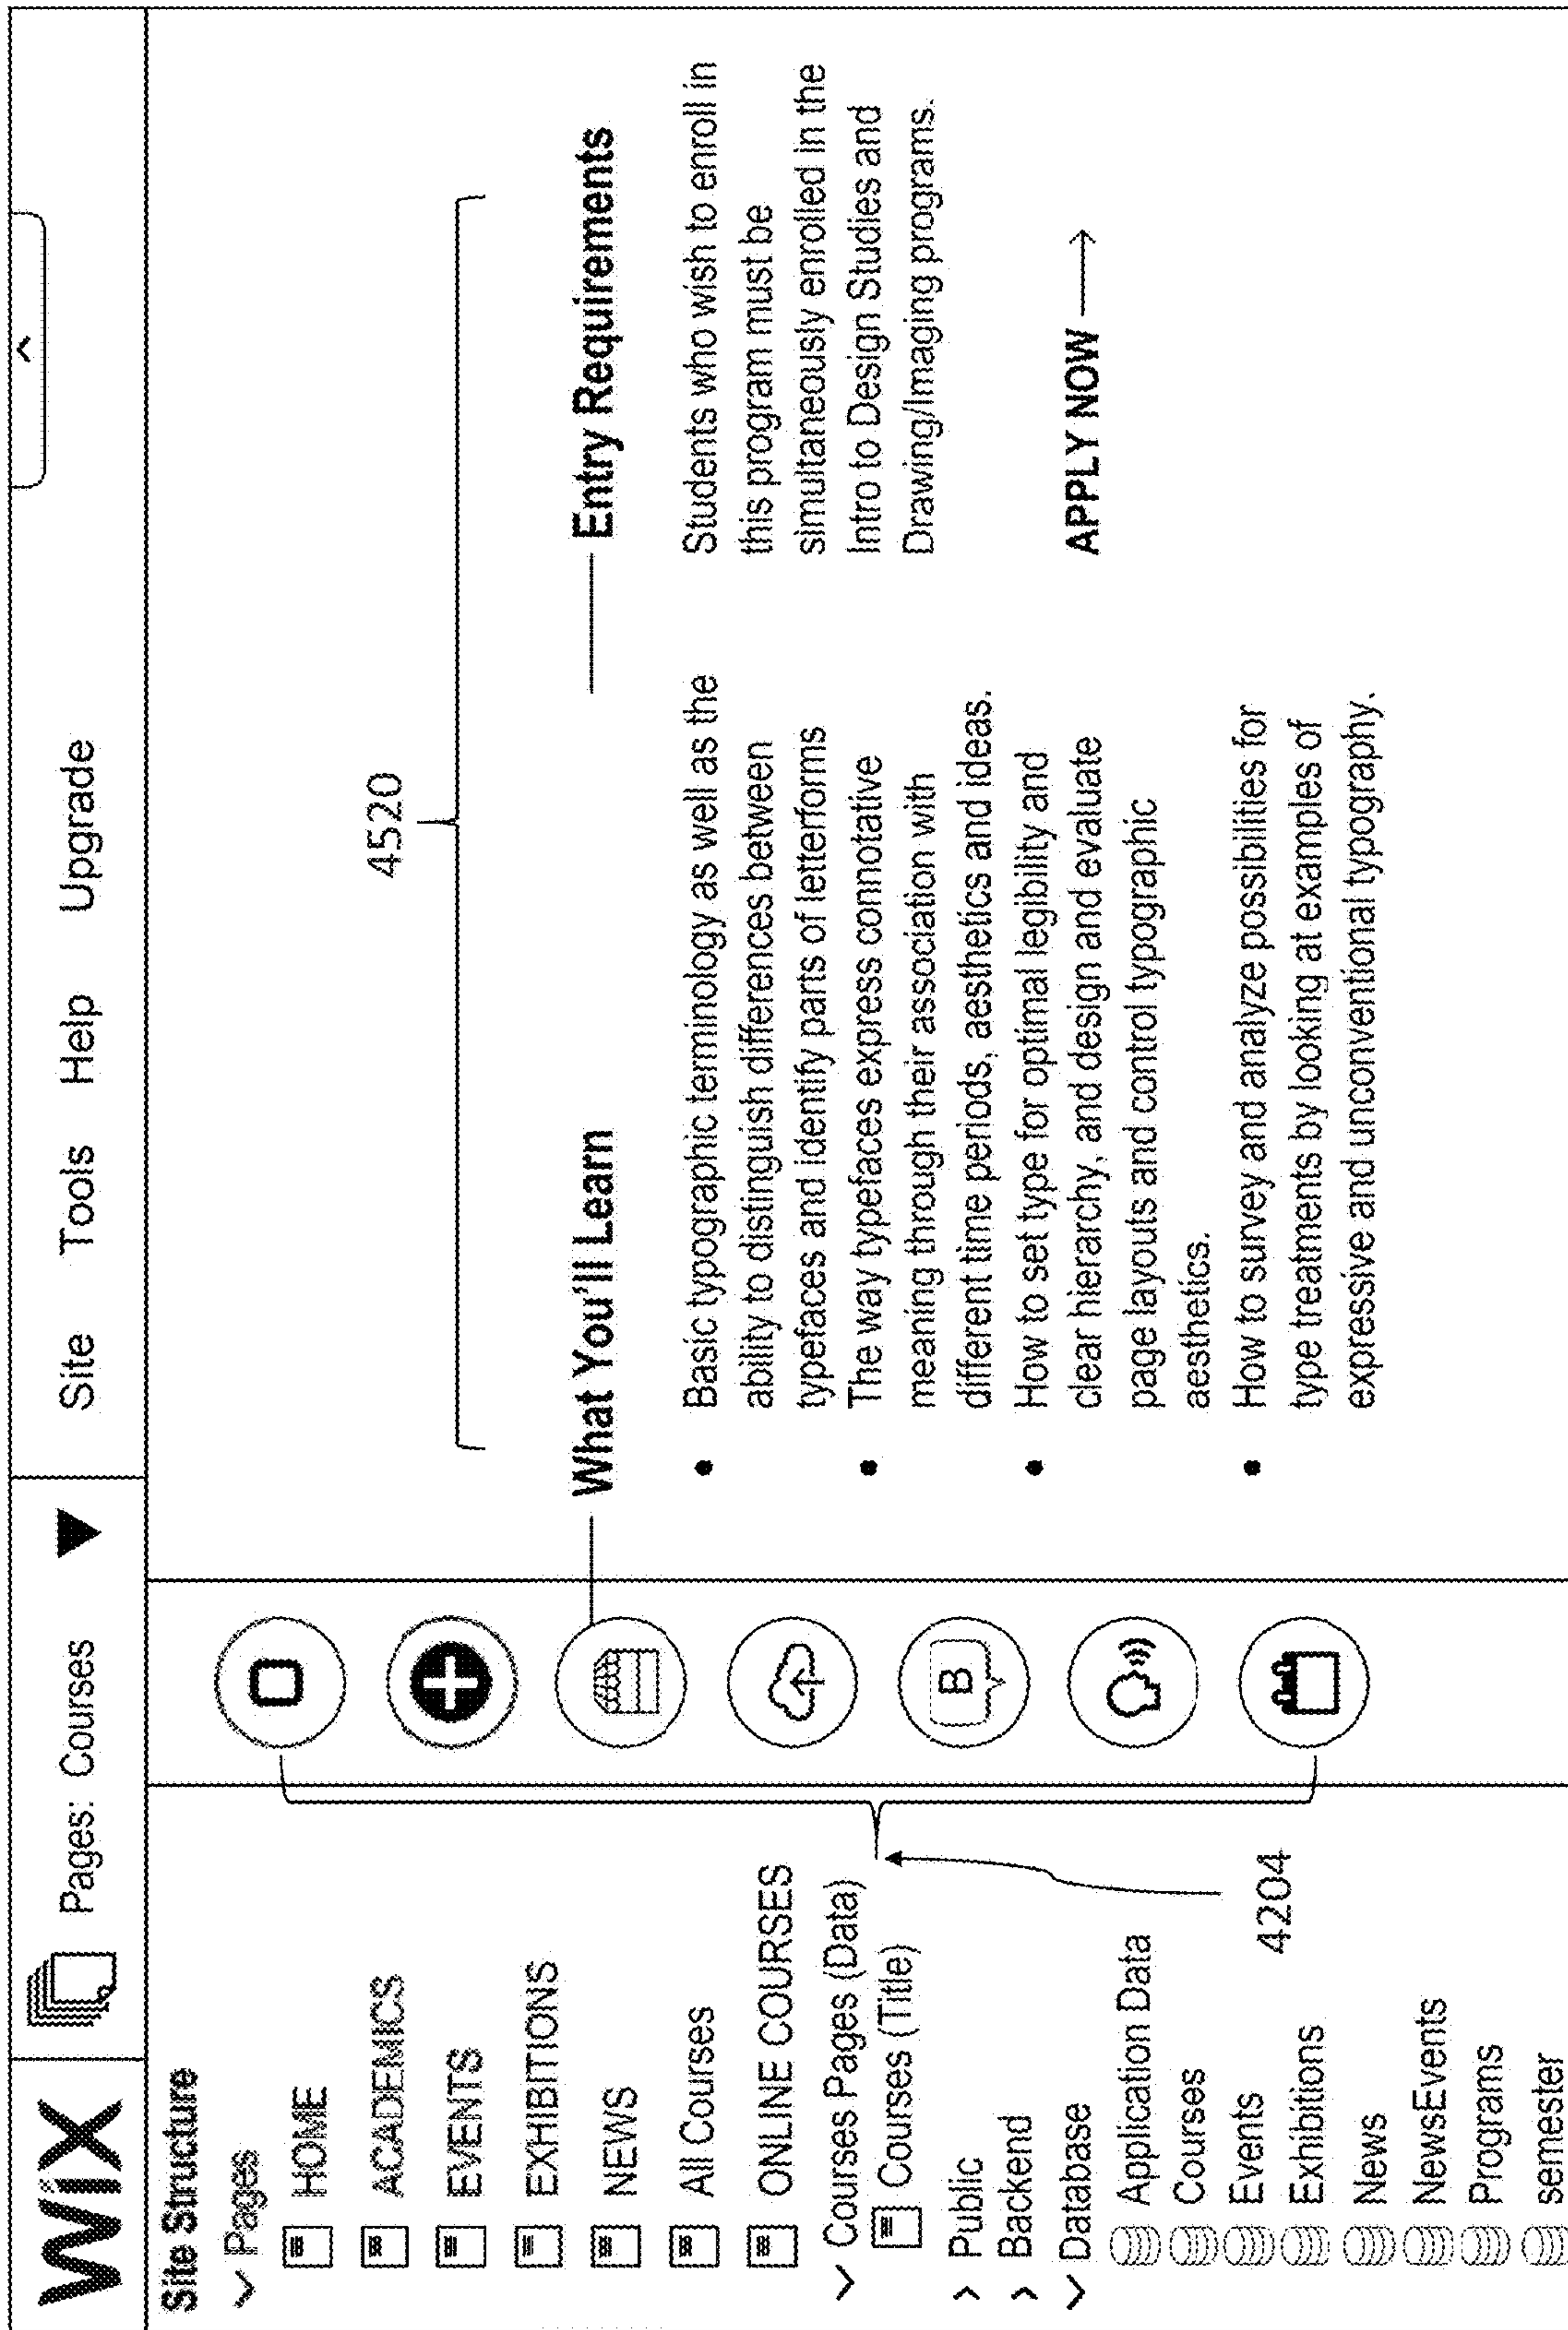 WiX
Pages: Courses
Site
Tools
Help
Upgrade
Site Structure
Pages
HOME
ACADEMICS
EVENTS
EXHIBITIONS
NEWS
All Courses
ONLINE COURSES
Courses Pages (Data)
Courses (Title)
Public
Backend
Database
Application Data
Courses
Events
Exhibitions
News
NewsEvents
Programs
semester
4204
B
4520
What You'll Learn
Basic typographic terminology as well as the
ability to distinguish differences between
typefaces and identify parts of letterforms
The way typefaces express connotative
meaning through their association with
different time periods, aesthetics and ideas.
How to set type for optimal legibility and
clear hierarchy, and design and evaluate
page layouts and control typographic
aesthetics.
How to survey and analyze possibilities for
type treatments by looking at examples of
expressive and unconventional typography.
Entry Requirements
Students who wish to enroll in
this program must be
simultaneously enrolled in the
Intro to Design Studies and
Drawing/Imaging programs.
APPLY NOW